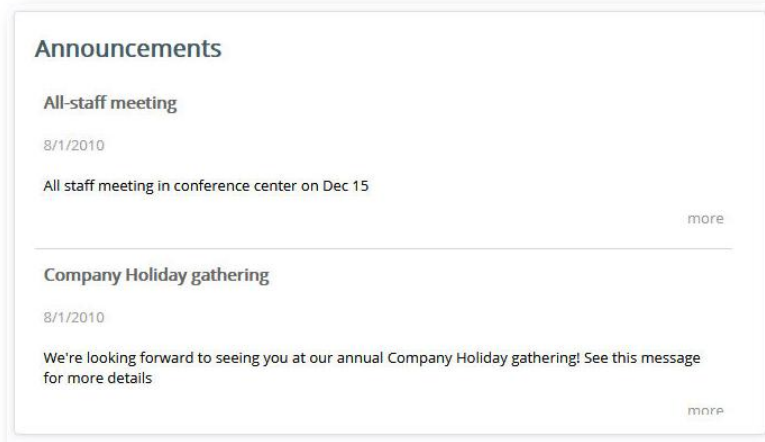 Announcements
All-staff meeting
8/1/2010
All staff meeting in conference center on Dec 15
more
Company Holiday gathering
8/1/2010
We're looking forward to seeing you at our annual Company Holiday gathering! See this message
for more details
more